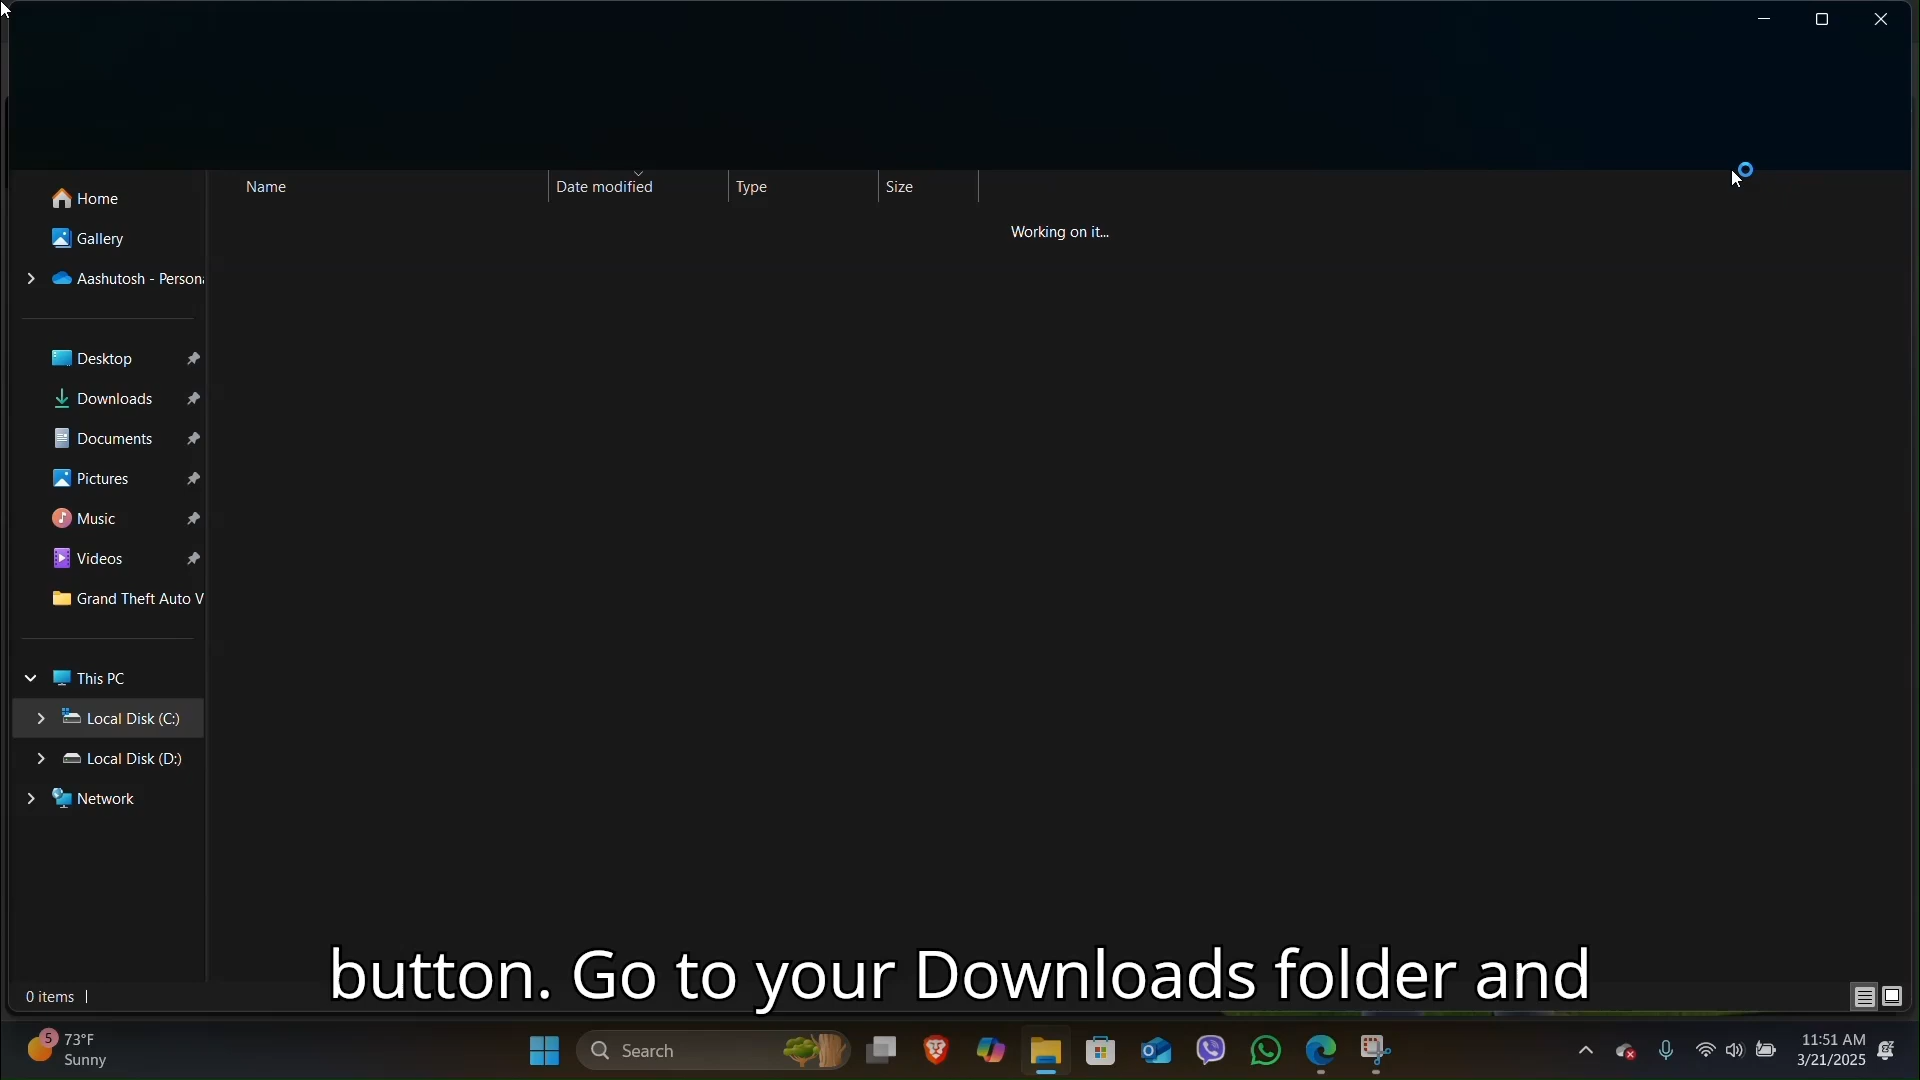 Name Date modified Type Size
Working on it...
Home
Gallery
Aashutosh - Persona
Desktop
Downloads
Documents
Pictures
Music
Videos
Grand Theft Auto V
This PC
Local Disk (C:)
Local Disk (D:)
Network
button. Go to your Downloads folder and
0 items
5
73°F
Sunny
Search
11:51 AM
3/21/2025